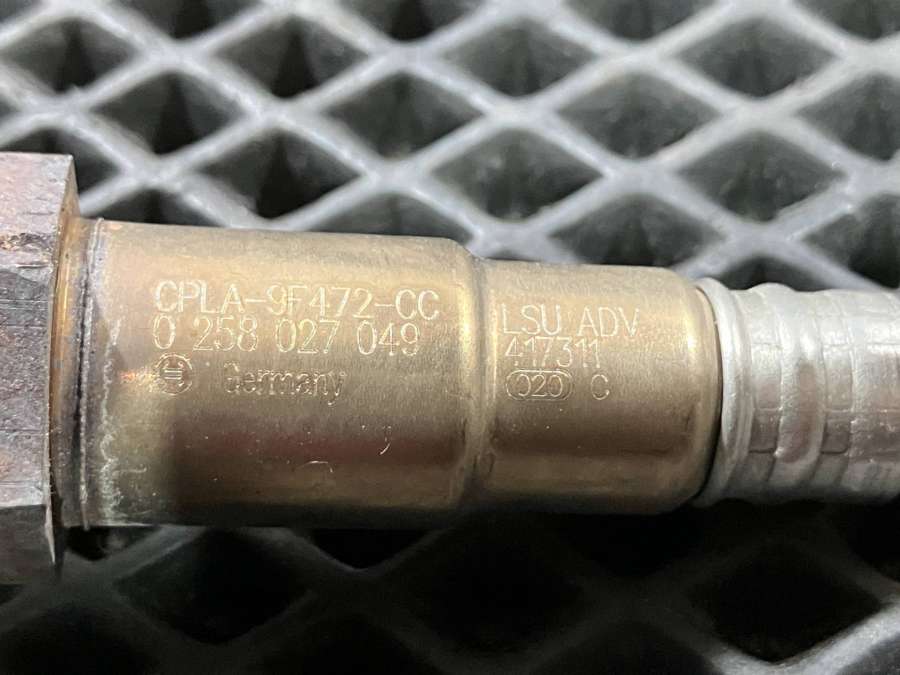 CPLA-9F472-CC
0 258 027 049
Germany
LSU ADV
417311
020 C